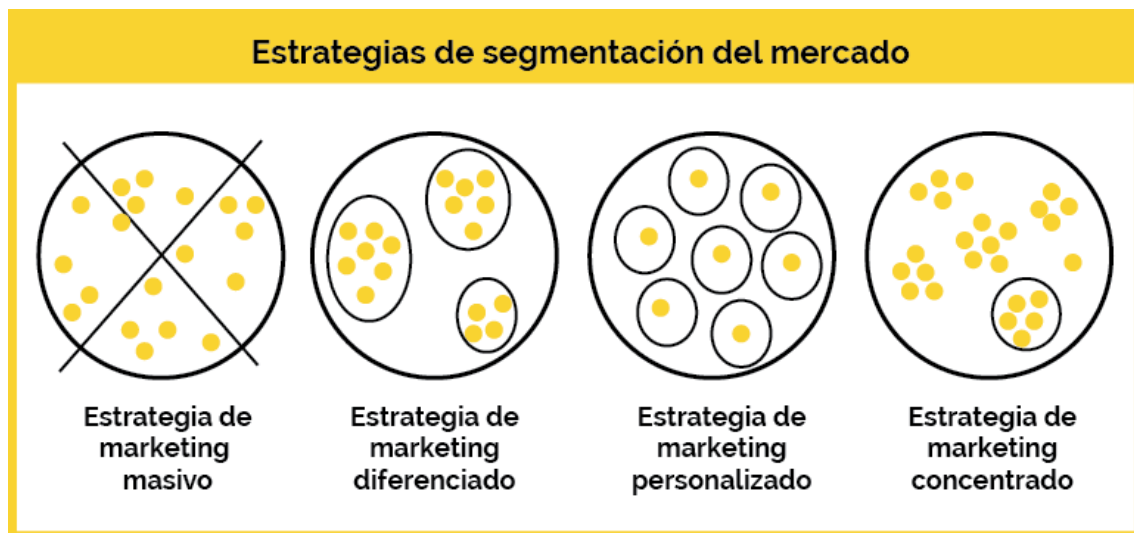 Estrategias de segmentación del mercado
Estrategia de
marketing
masivo
Estrategia de
marketing
diferenciado
Estrategia de
marketing
personalizado
Estrategia de
marketing
concentrado